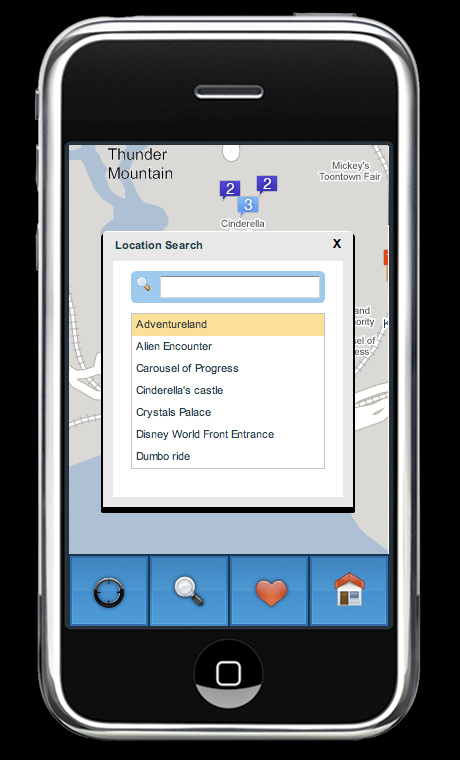 Thunder
Mountain
Mickey's
Toontown Fair
2
2
3
Cinderella
Location Search
X
Adventureland
Alien Encounter
Carousel of Progress
Cinderella's castle
Crystals Palace
Disney World Front Entrance
Dumbo ride